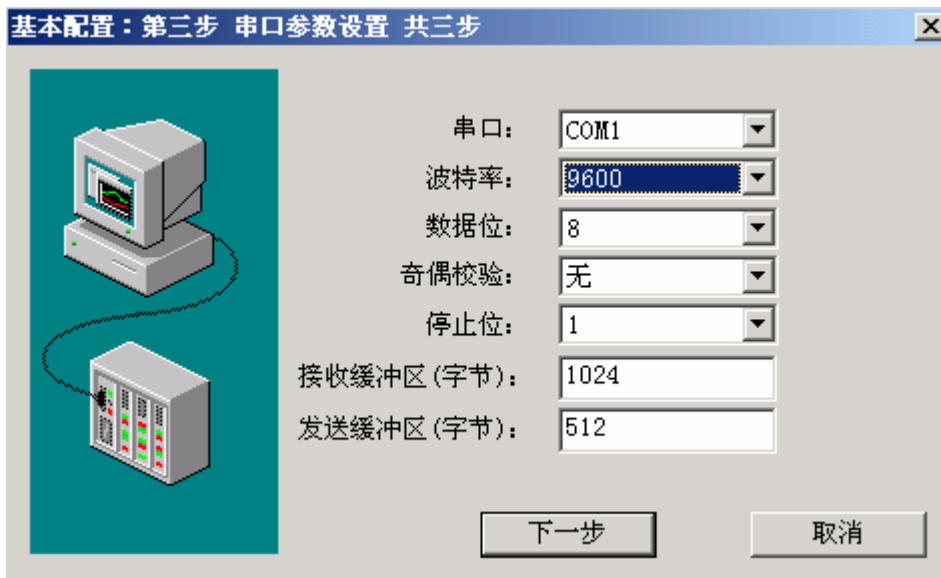 基本配置：第三步 串口参数设置 共三步
串口： COM1
波特率： 9600
数据位： 8
奇偶校验： 无
停止位： 1
接收缓冲区(字节)： 1024
发送缓冲区(字节)： 512
下一步 取消